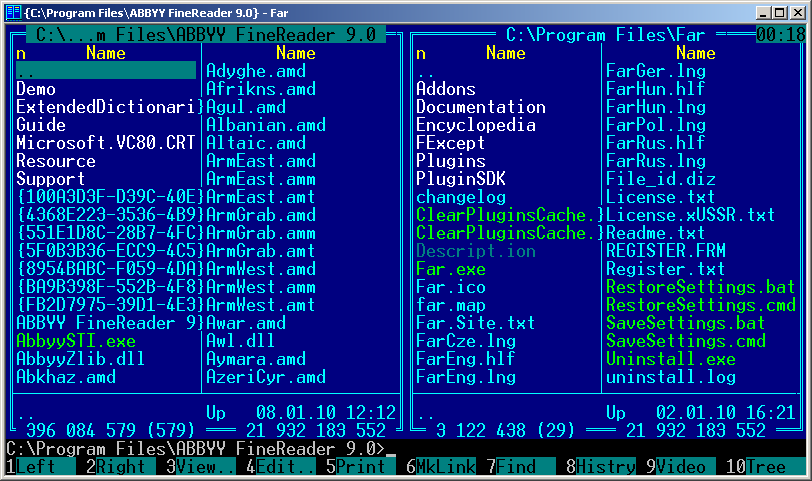 {C:\Program Files\ABBYY FineReader 9.0} - Far
C:\...m Files\ABBYY FineReader 9.0
n Name Name
..
Demo
ExtendedDictionari}
Guide
Microsoft.VC80.CRT
Resource
Support
{100A3D3F-D39C-40E}
{4368E223-3536-4B9}
{551E1D8C-28B7-4FC}
{5F0B3B36-ECC9-4C5}
{8954BABC-F059-4DA}
{BA9B398F-552B-4F8}
{FB2D7975-39D1-4E3}
ABBYY FineReader 9}
AbbyySTI.exe
AbbyyZlib.dll
Abkhaz.amd
Adyghe.amd
Afrikns.amd
Agul.amd
Albanian.amd
Altaic.amd
ArmEast.amd
ArmEast.amm
ArmEast.amt
ArmGrab.amd
ArmGrab.amm
ArmGrab.amt
ArmWest.amd
ArmWest.amm
ArmWest.amt
Awar.amd
Awl.dll
Aymara.amd
AzeriCyr.amd
.. Up 08.01.10 12:12
396 084 579 (579) 21 932 183 552
C:\Program Files\Far 00:18
n Name Name
..
Addons
Documentation
Encyclopedia
FExcept
Plugins
PluginSDK
changelog
ClearPluginsCache.}
ClearPluginsCache.}
Descript.ion
Far.exe
Far.ico
far.map
Far.Site.txt
FarCze.lng
FarEng.hlf
FarEng.lng
FarGer.lng
FarHun.hlf
FarHun.lng
FarPol.lng
FarRus.hlf
FarRus.lng
File_id.diz
License.txt
License.xUSSR.txt
Readme.txt
REGISTER.FRM
Register.txt
RestoreSettings.bat
RestoreSettings.cmd
SaveSettings.bat
SaveSettings.cmd
Uninstall.exe
uninstall.log
.. Up 02.01.10 16:21
3 122 438 (29) 21 932 183 552
C:\Program Files\ABBYY FineReader 9.0>_
1Left 2Right 3View.. 4Edit.. 5Print 6MkLink 7Find 8Histry 9Video 10Tree